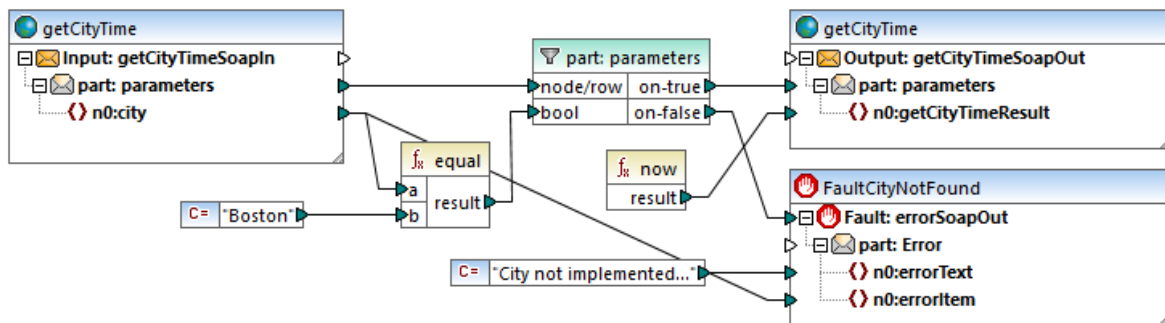 getCityTime
Input: getCityTimeSoapIn
part: parameters
n0:city
part: parameters
node/row on-true
bool on-false
fx equal
a
result
b
C= "Boston"
fx now
result
C= "City not implemented..."
getCityTime
Output: getCityTimeSoapOut
part: parameters
n0:getCityTimeResult
FaultCityNotFound
Fault: errorSoapOut
part: Error
n0:errorText
n0:errorItem